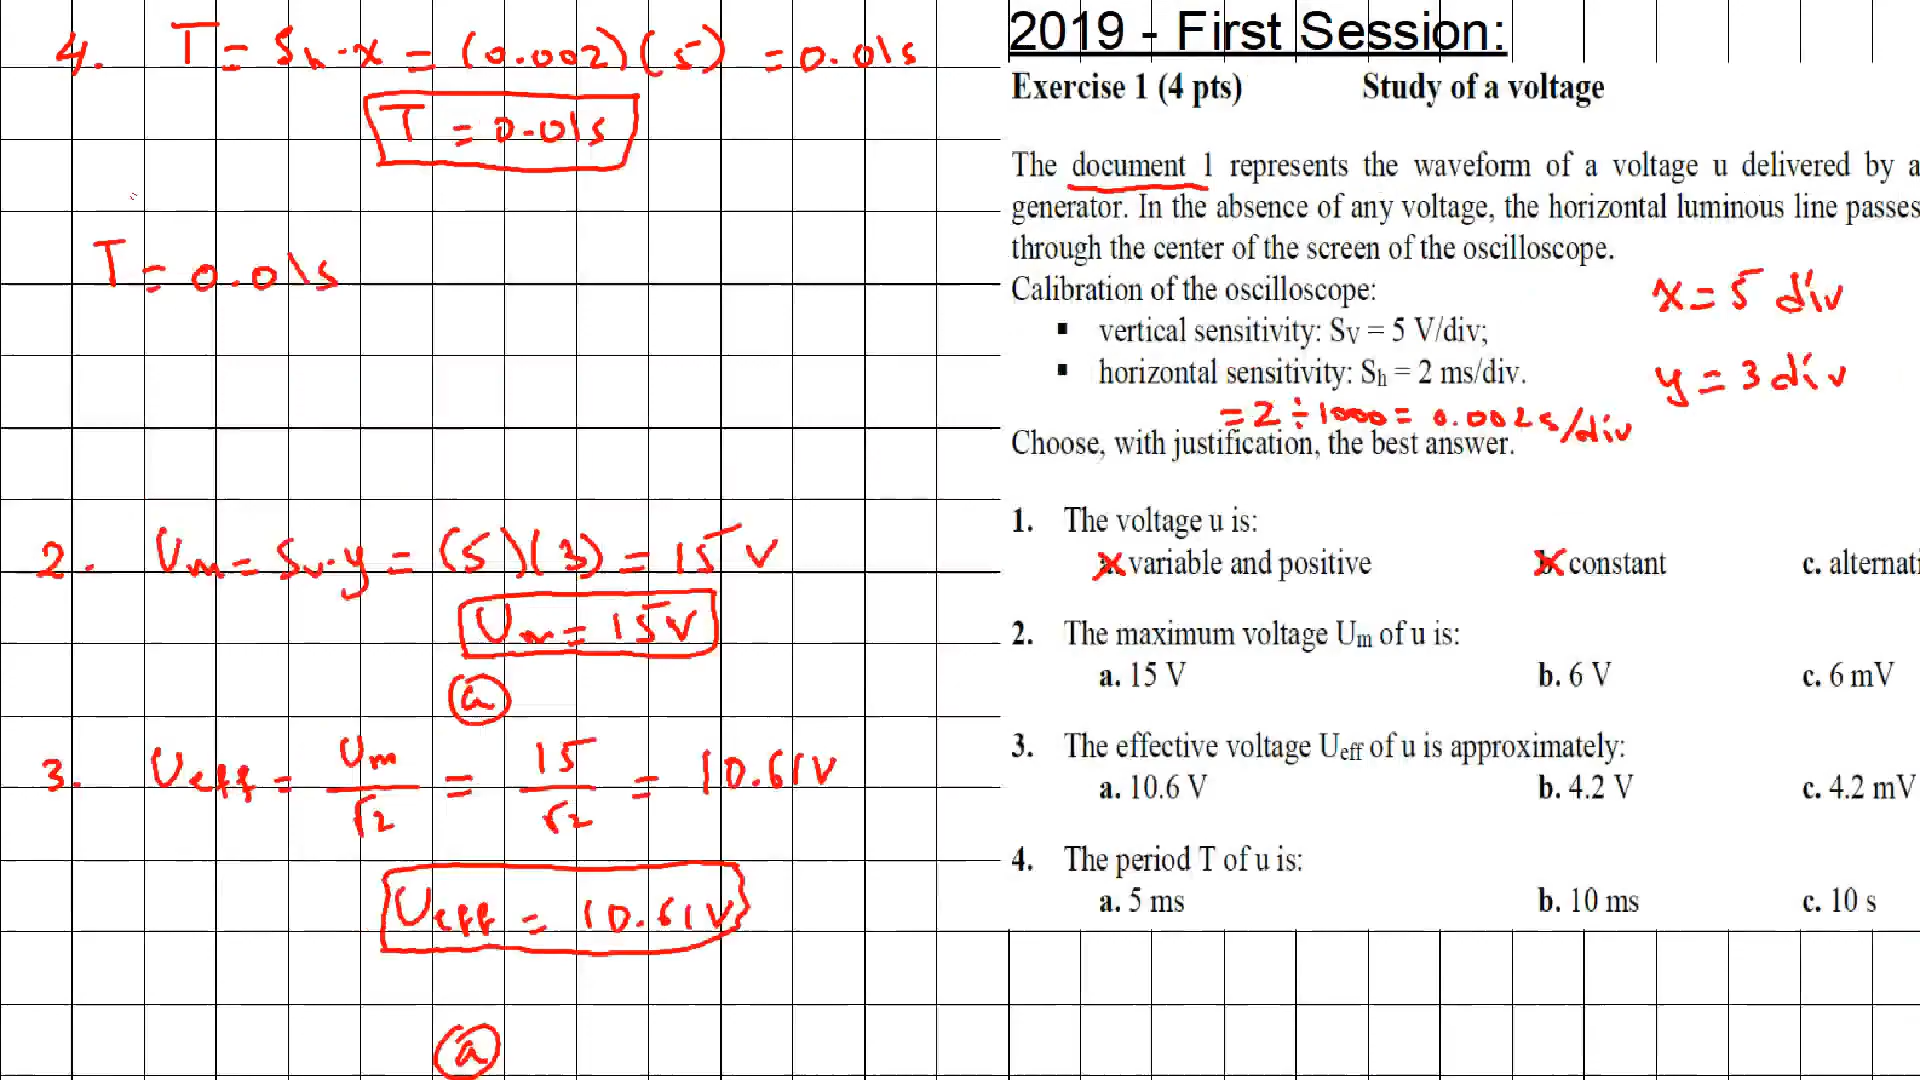 4. T = Sh . x = (0.002)(5) = 0.01s
T = 0.01s
T = 0.01s
2. Um = Sv . y = (5)(3) = 15 V
Um = 15V
a
3. Ueff = Um/√2 = 15/√2 = 10.61V
Ueff = 10.61V
a
2019 - First Session:
Exercise 1 (4 pts) Study of a voltage
The document 1 represents the waveform of a voltage u delivered by a
generator. In the absence of any voltage, the horizontal luminous line passes
through the center of the screen of the oscilloscope.
Calibration of the oscilloscope:
x = 5 div
▪ vertical sensitivity: SV = 5 V/div;
▪ horizontal sensitivity: Sh = 2 ms/div.
y = 3 div
= 2 ÷ 1000 = 0.002 s/div
Choose, with justification, the best answer.
1. The voltage u is:
a. variable and positive b. constant c. alternati
2. The maximum voltage Um of u is:
a. 15 V b. 6 V c. 6 mV
3. The effective voltage Ueff of u is approximately:
a. 10.6 V b. 4.2 V c. 4.2 mV
4. The period T of u is:
a. 5 ms b. 10 ms c. 10 s